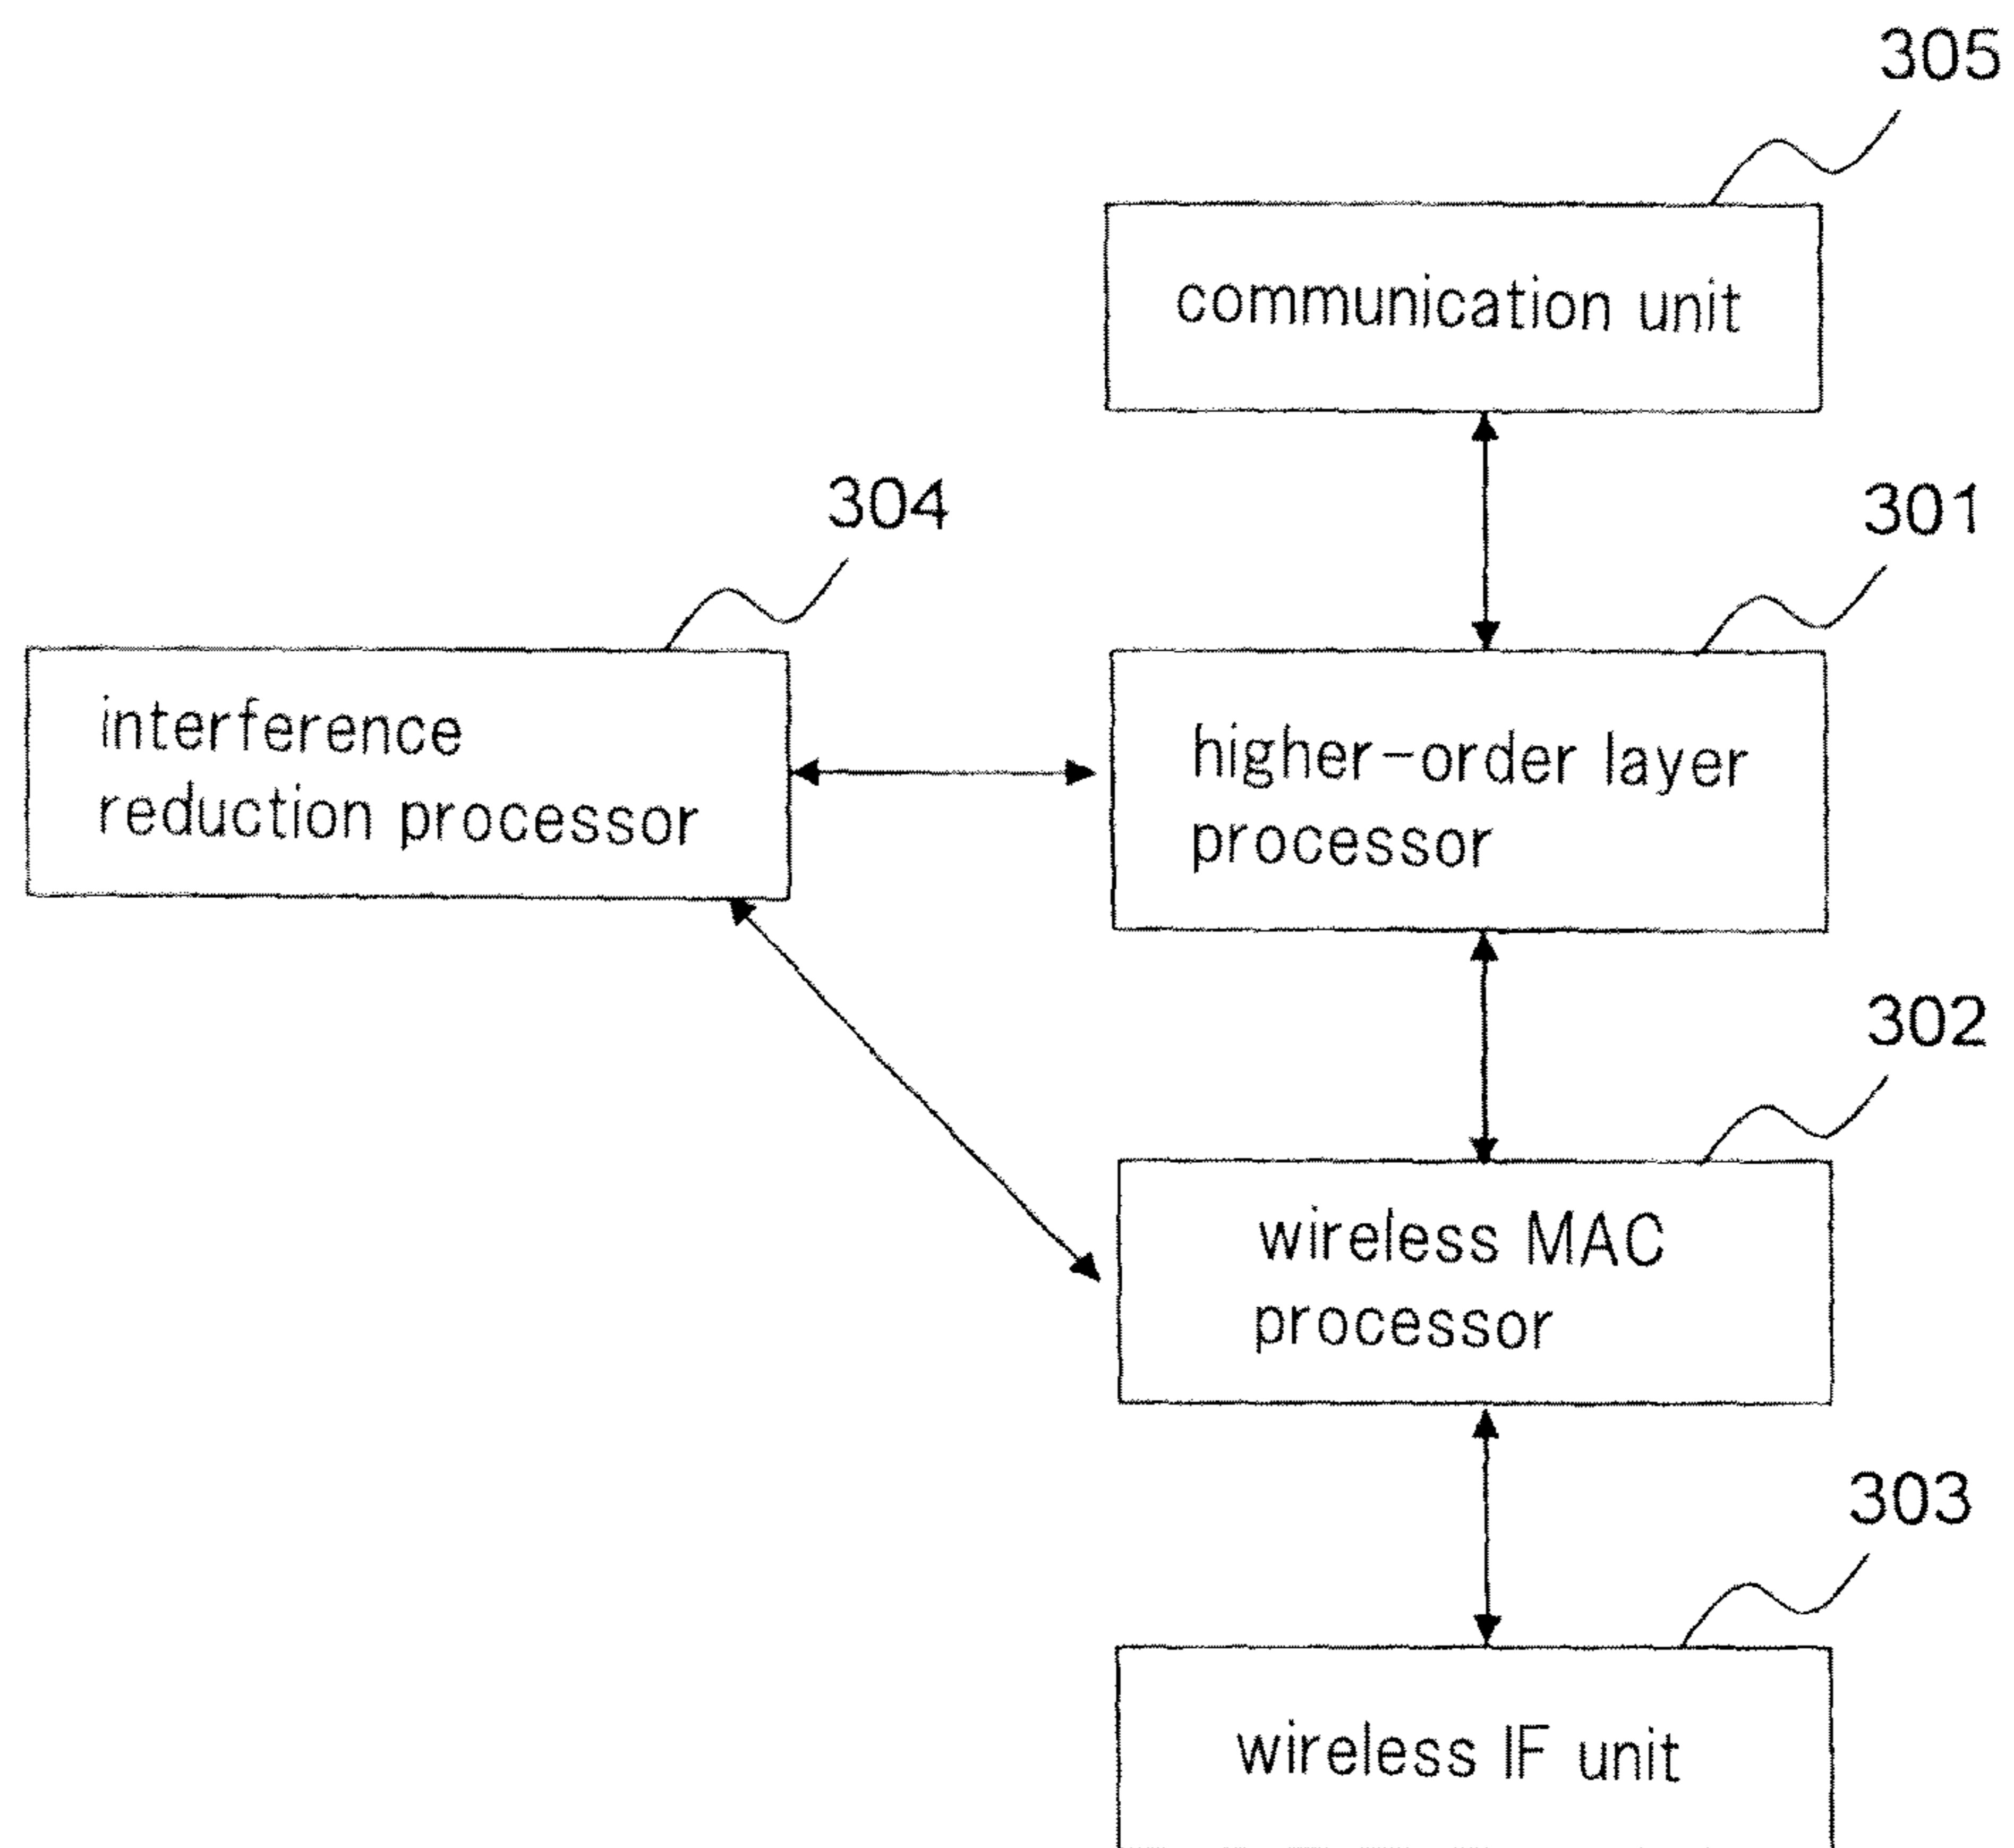 305
communication unit
304
301
interference
reduction processor
higher-order layer
processor
302
wireless MAC
processor
303
wireless IF unit